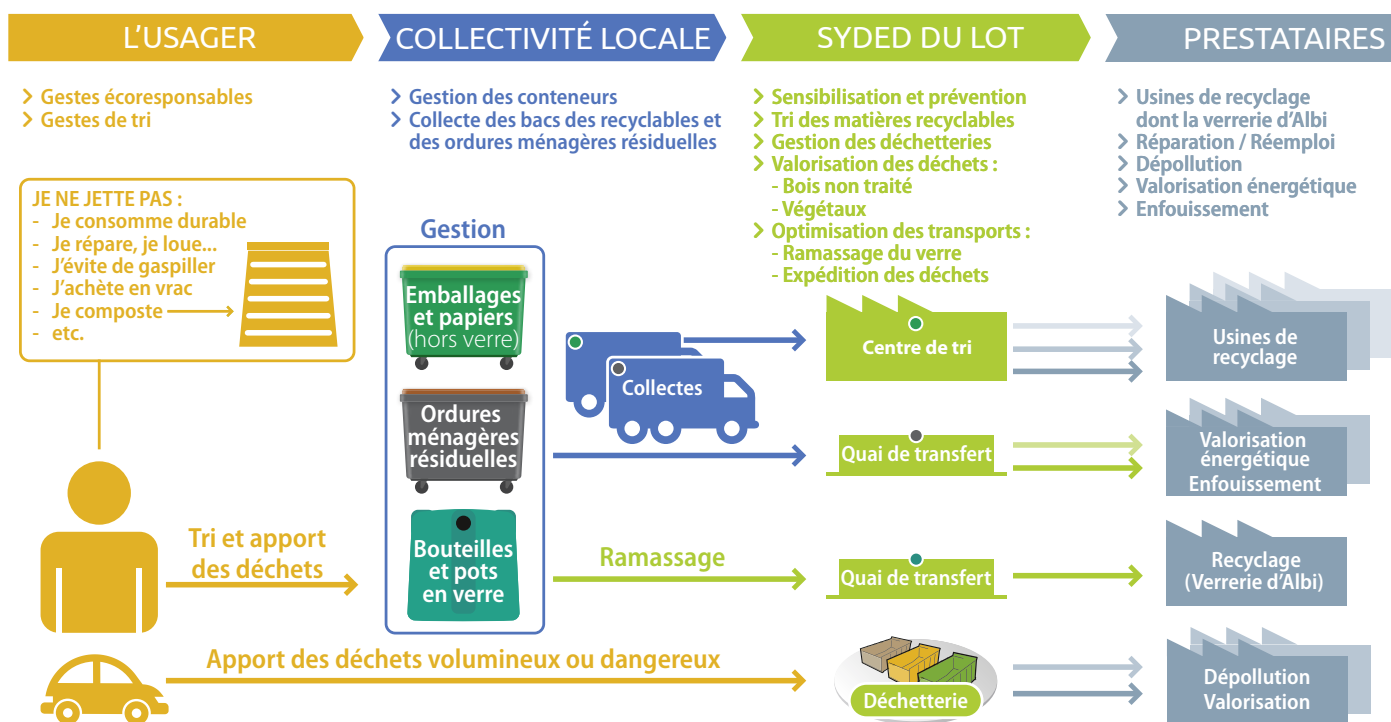 L'USAGER
COLLECTIVITÉ LOCALE
SYDED DU LOT
PRESTATAIRES
> Gestes écoresponsables
> Gestes de tri
> Gestion des conteneurs
> Collecte des bacs des recyclables et
des ordures ménagères résiduelles
> Sensibilisation et prévention
> Tri des matières recyclables
> Gestion des déchetteries
> Valorisation des déchets :
- Bois non traité
- Végétaux
> Optimisation des transports :
- Ramassage du verre
- Expédition des déchets
> Usines de recyclage
dont la verrerie d'Albi
> Réparation / Réemploi
> Dépollution
> Valorisation énergétique
> Enfouissement
JE NE JETTE PAS :
- Je consomme durable
- Je répare, je loue...
- J'évite de gaspiller
- J'achète en vrac
- Je composte
- etc.
Gestion
Emballages
et papiers
(hors verre)
Ordures
ménagères
résiduelles
Bouteilles
et pots
en verre
Collectes
Centre de tri
Usines de
recyclage
Quai de transfert
Valorisation
énergétique
Enfouissement
Tri et apport
des déchets
Ramassage
Quai de transfert
Recyclage
(Verrerie d'Albi)
Apport des déchets volumineux ou dangereux
Déchetterie
Dépollution
Valorisation